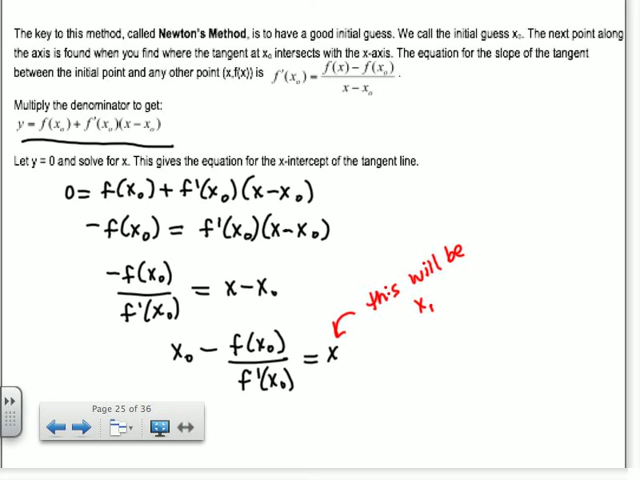 The key to this method, called Newton's Method, is to have a good initial guess. We call the initial guess x₀. The next point along
the axis is found when you find where the tangent at x₀ intersects with the x-axis. The equation for the slope of the tangent
between the initial point and any other point (x,f(x)) is f'(x₀) = (f(x) − f(x₀)) / (x − x₀) .
Multiply the denominator to get:
y = f(x₀) + f'(x₀)(x − x₀)
Let y = 0 and solve for x. This gives the equation for the x-intercept of the tangent line.
0 = f(x₀) + f'(x₀)(x − x₀)
−f(x₀) = f'(x₀)(x − x₀)
−f(x₀) / f'(x₀) = x − x₀
this will be
x₁
x₀ − f(x₀) / f'(x₀) = x
Page 25 of 36